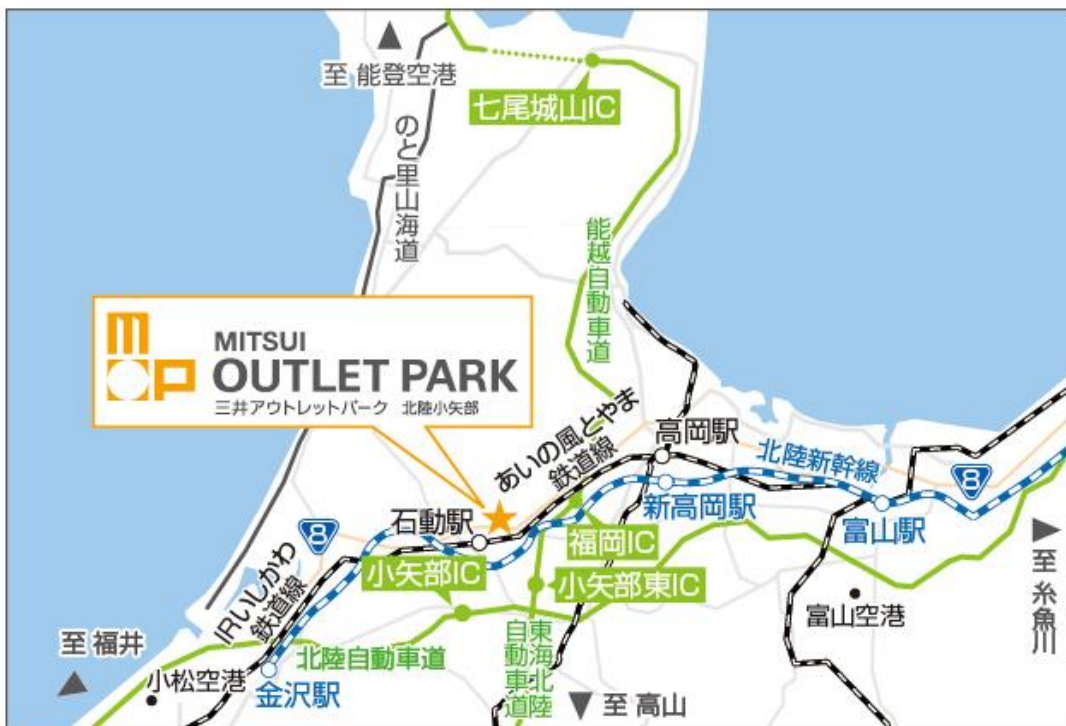 至 能登空港
七尾城山IC
のと里山海道
能越自動車道
mop
MITSUI
OUTLET PARK
三井アウトレットパーク 北陸小矢部
あいの風とやま
鉄道線
高岡駅
北陸新幹線
8
新高岡駅
富山駅
石動駅
8
福岡IC
小矢部IC
小矢部東IC
至 糸魚川
富山空港
IRいしかわ
鉄道線
至 福井
小松空港
金沢駅
北陸自動車道
東海北陸
自動車道
至 高山